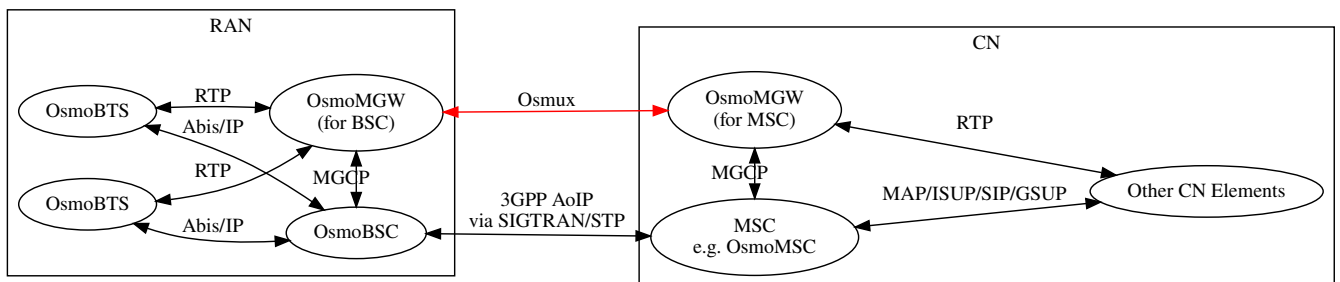 RAN
CN
OsmoBTS
RTP
OsmoMGW
(for BSC)
Osmux
OsmoMGW
(for MSC)
RTP
Abis/IP
RTP
MGCP
MGCP
OsmoBTS
Abis/IP
OsmoBSC
3GPP AoIP
via SIGTRAN/STP
MSC
e.g. OsmoMSC
MAP/ISUP/SIP/GSUP
Other CN Elements